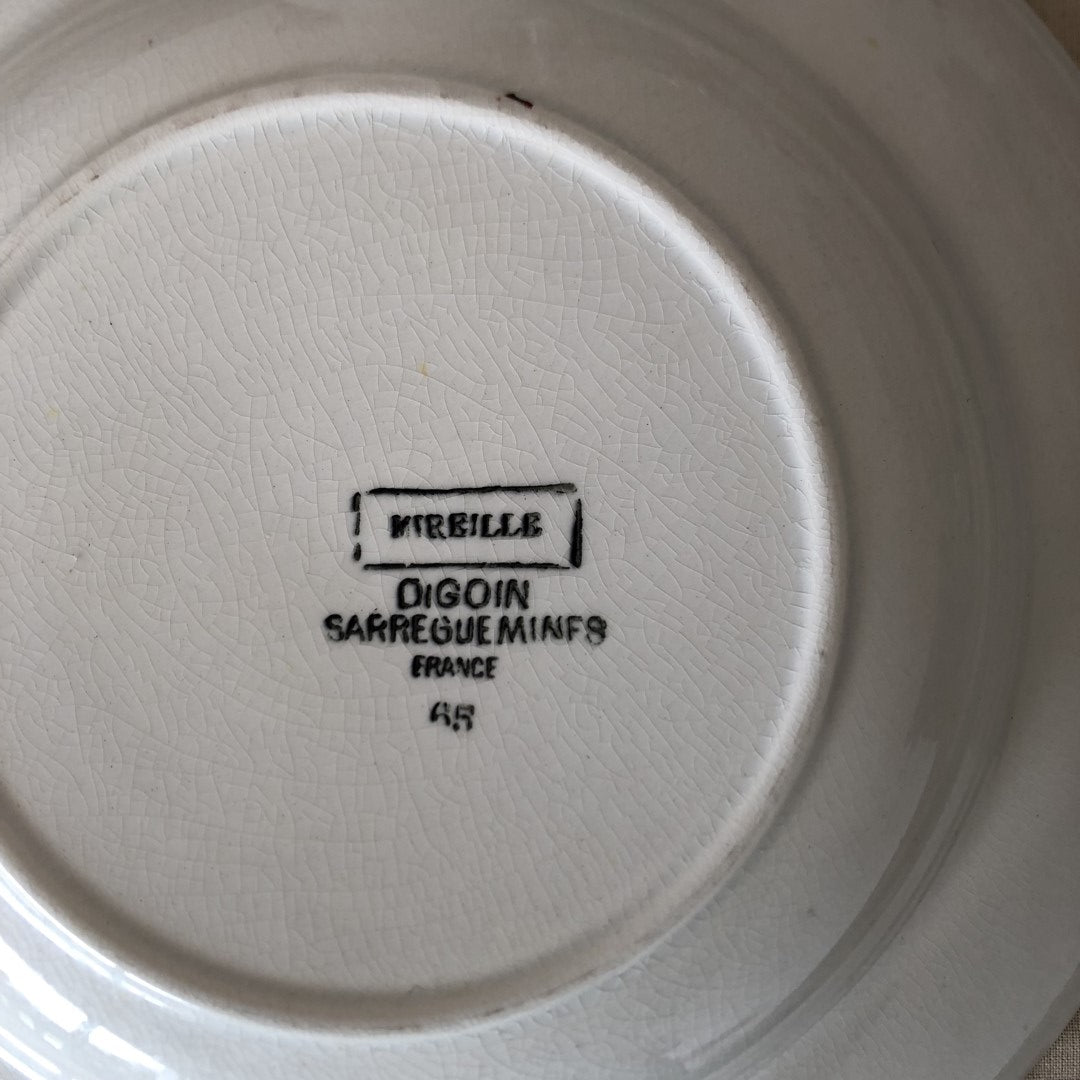 MIREILLE
DIGOIN
SARREGUEMINES
FRANCE
65